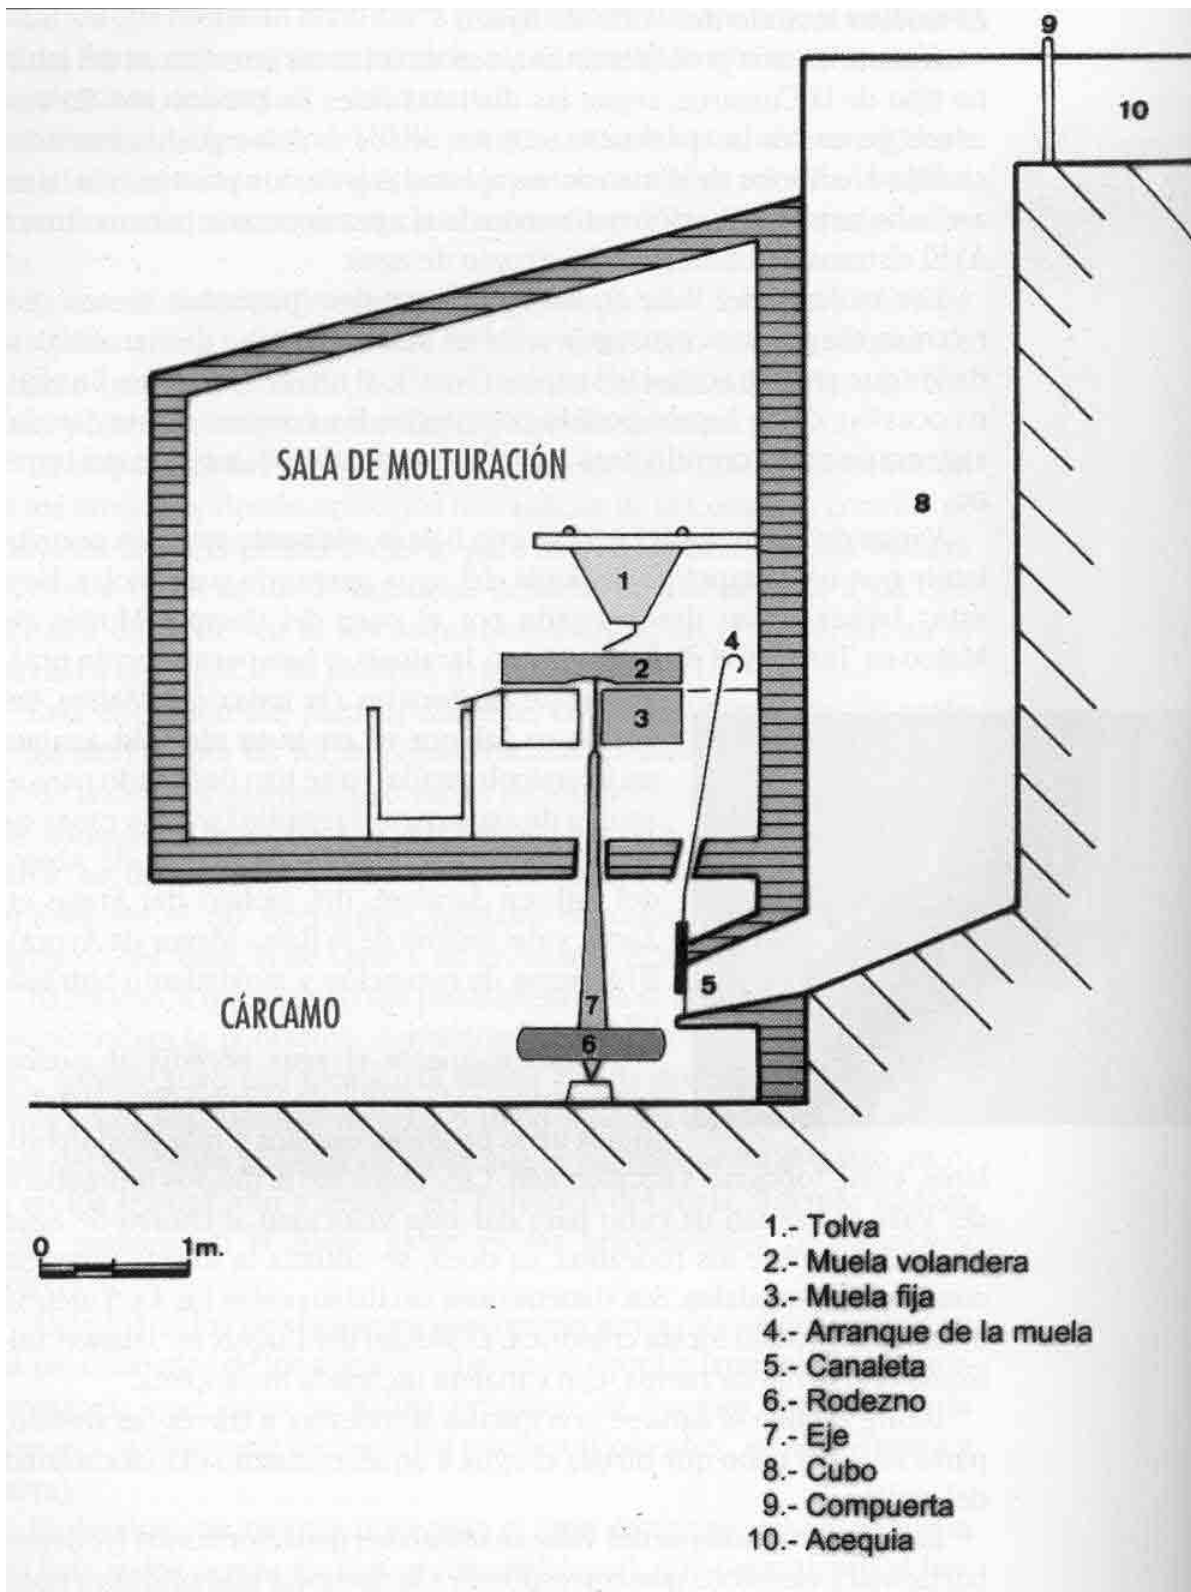 9
10
SALA DE MOLTURACIÓN
8
1
4
2
3
5
CÁRCAMO
7
6
0 1m.
1.- Tolva
2.- Muela volandera
3.- Muela fija
4.- Arranque de la muela
5.- Canaleta
6.- Rodezno
7.- Eje
8.- Cubo
9.- Compuerta
10.- Acequia